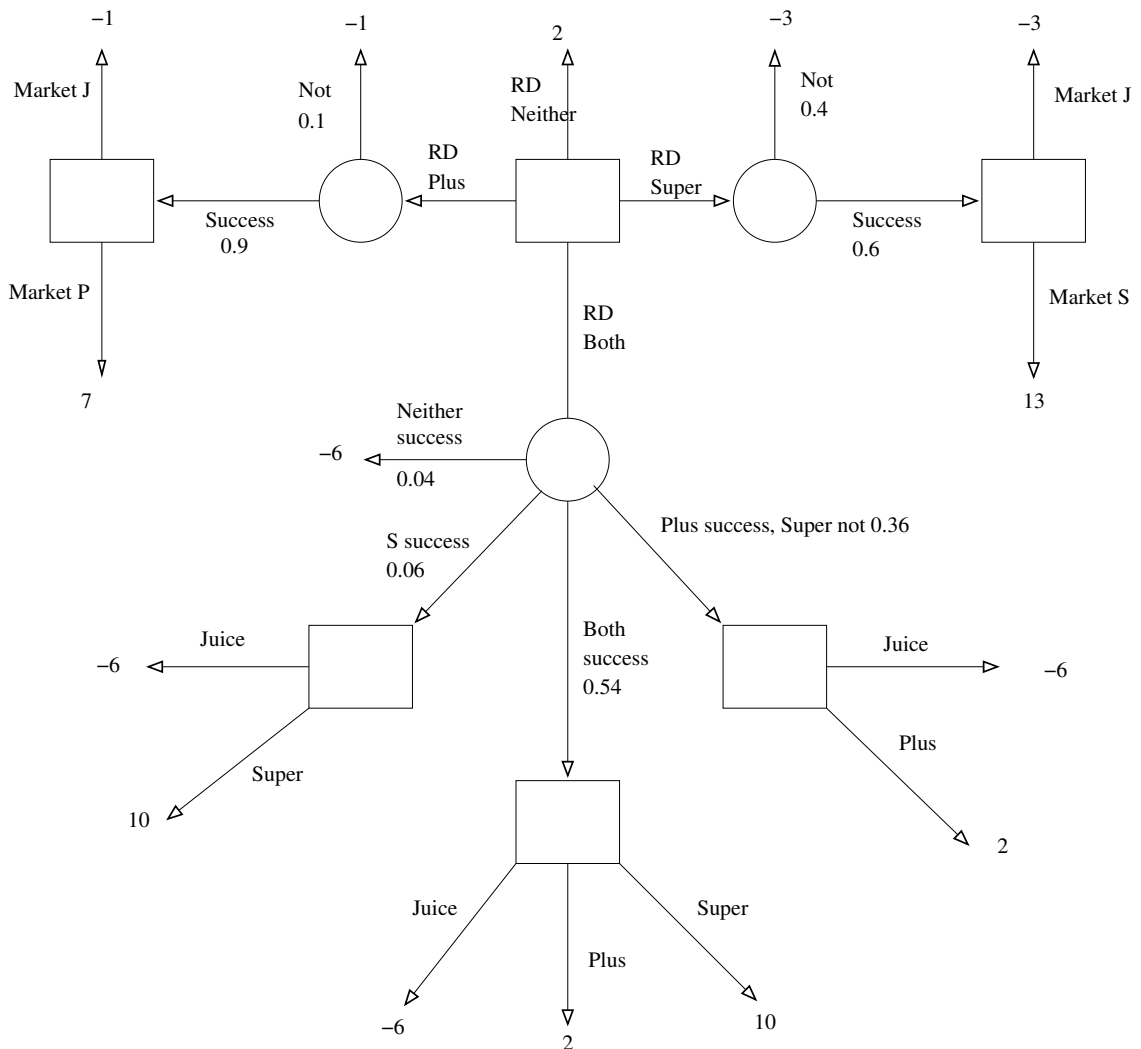 −1
−1
2
−3
−3
Market J
Not
0.1
RD
Neither
Not
0.4
Market J
RD
Plus
RD
Super
Success
0.9
Success
0.6
Market P
Market S
RD
Both
7
13
Neither
success
−6
0.04
Plus success, Super not 0.36
S success
0.06
Both
success
0.54
−6
Juice
Juice
−6
Super
Plus
10
2
Juice
Super
Plus
−6
2
10